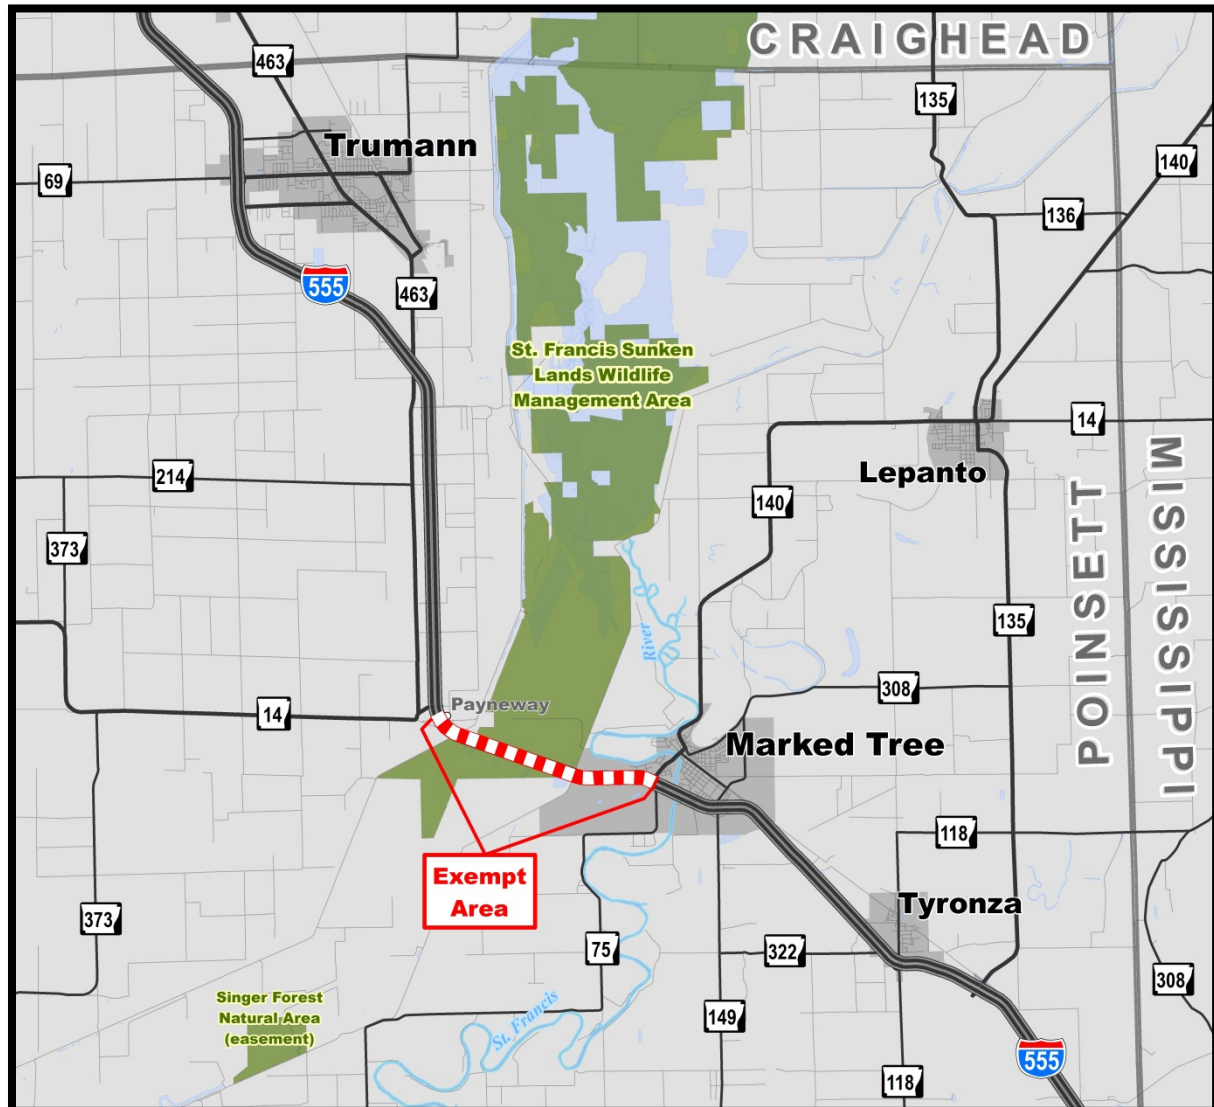 CRAIGHEAD
463
135
Trumann
140
69
136
555
463
St. Francis Sunken
Lands Wildlife
Management Area
14
214
Lepanto
MISSISSIPPI
POINSETT
140
373
135
River
308
Payneway
14
Marked Tree
118
Exempt
Area
Tyronza
373
75
322
308
Singer Forest
Natural Area
(easement)
St. Francis
149
555
118